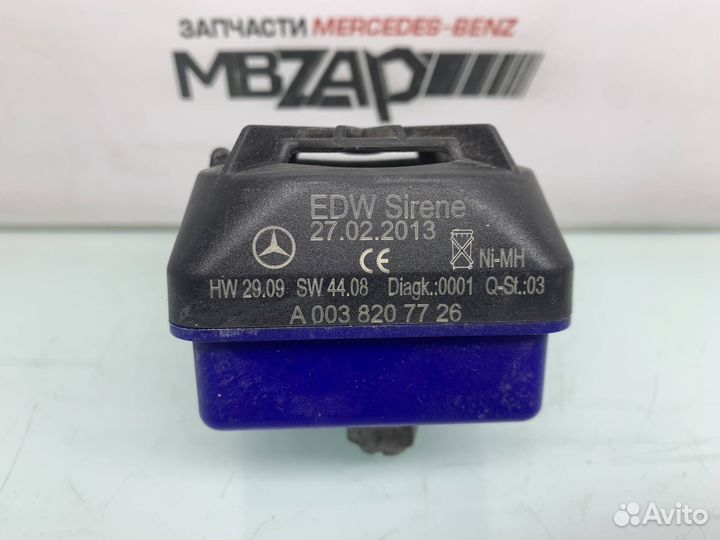 ЗАПЧАСТИ MERCEDES-BENZ
MBZAP
EDW Sirene
27.02.2013
CE Ni-MH
HW 29.09 SW 44.08 Diagk.:0001 Q-St.:03
A 003 820 77 26
Avito